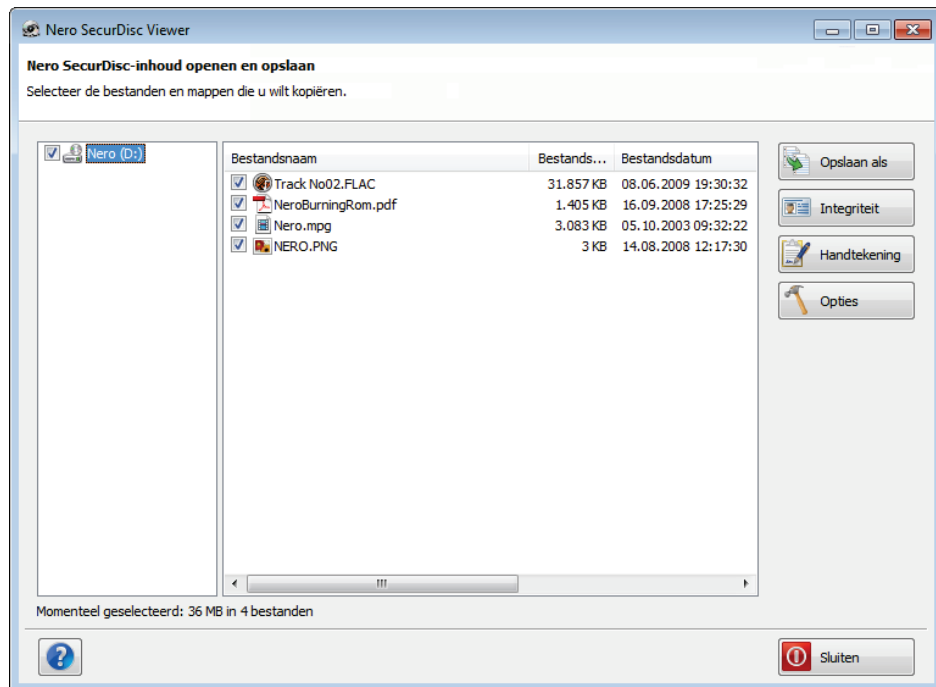 Nero SecurDisc Viewer
Nero SecurDisc-inhoud openen en opslaan
Selecteer de bestanden en mappen die u wilt kopiëren.
Nero (D:)
Bestandsnaam Bestands... Bestandsdatum
Track No02.FLAC 31.857 KB 08.06.2009 19:30:32
NeroBurningRom.pdf 1.405 KB 16.09.2008 17:25:29
Nero.mpg 3.083 KB 05.10.2003 09:32:22
NERO.PNG 3 KB 14.08.2008 12:17:30
Opslaan als
Integriteit
Handtekening
Opties
Momenteel geselecteerd: 36 MB in 4 bestanden
Sluiten